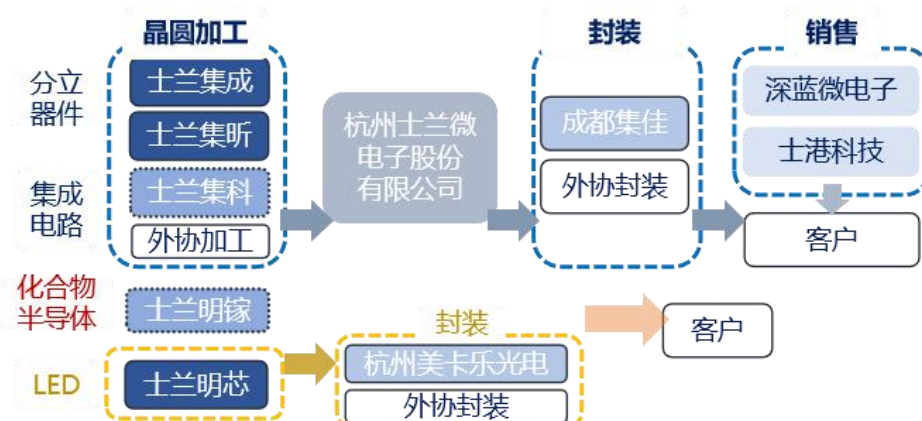 晶圆加工
封装
销售
分立
器件
士兰集成
士兰集昕
集成
电路
士兰集科
外协加工
杭州士兰微
电子股份
有限公司
成都集佳
外协封装
深蓝微电子
士港科技
客户
化合物
半导体
士兰明镓
封装
客户
LED
士兰明芯
杭州美卡乐光电
外协封装